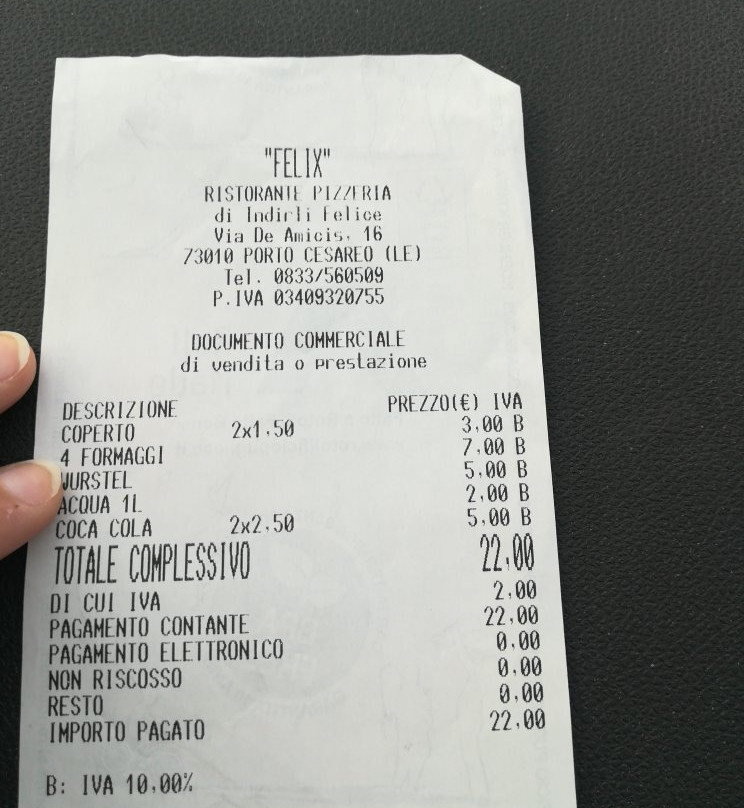 "FELIX"
RISTORANTE PIZZERIA
di Indirli Felice
Via De Amicis, 16
73010 PORTO CESAREO (LE)
Tel. 0833/560509
P.IVA 03409320755
DOCUMENTO COMMERCIALE
di vendita o prestazione
DESCRIZIONE PREZZO(€) IVA
COPERTO 2x1,50 3,00 B
4 FORMAGGI 7,00 B
WURSTEL 5,00 B
ACQUA 1L 2,00 B
COCA COLA 2x2,50 5,00 B
TOTALE COMPLESSIVO 22,00
DI CUI IVA 2,00
PAGAMENTO CONTANTE 22,00
PAGAMENTO ELETTRONICO 0,00
NON RISCOSSO 0,00
RESTO 0,00
IMPORTO PAGATO 22,00
B: IVA 10,00%